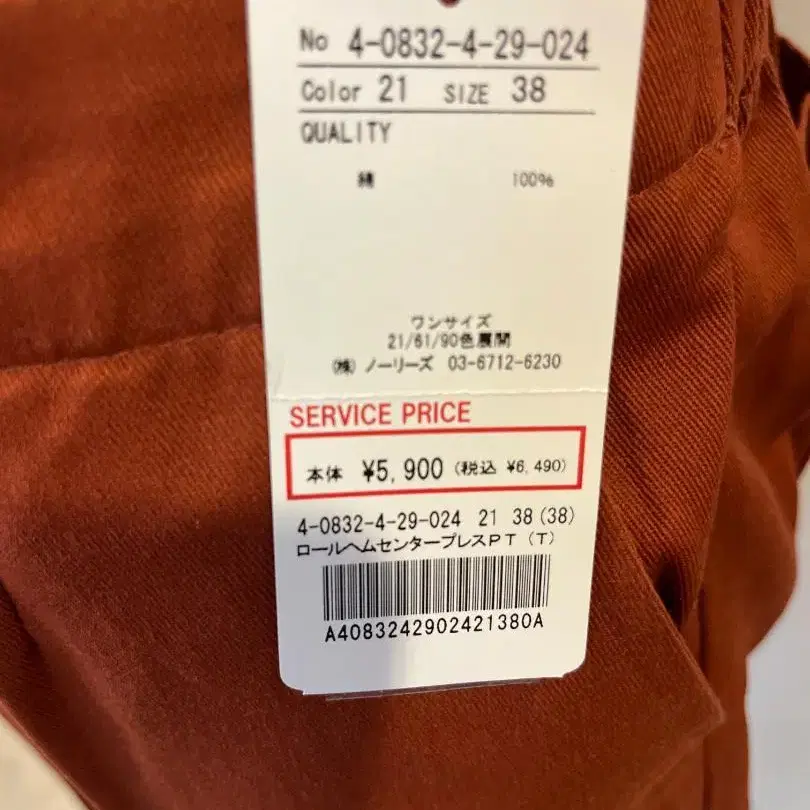 No 4-0832-4-29-024
Color 21 SIZE 38
QUALITY
綿 100%
ワンサイズ
21/61/90色展開
(株) ノーリーズ 03-6712-6230
SERVICE PRICE
本体 ¥5,900 (税込 ¥6,490)
4-0832-4-29-024 21 38 (38)
ロールヘムセンタープレスPT (T)
A4083242902421380A